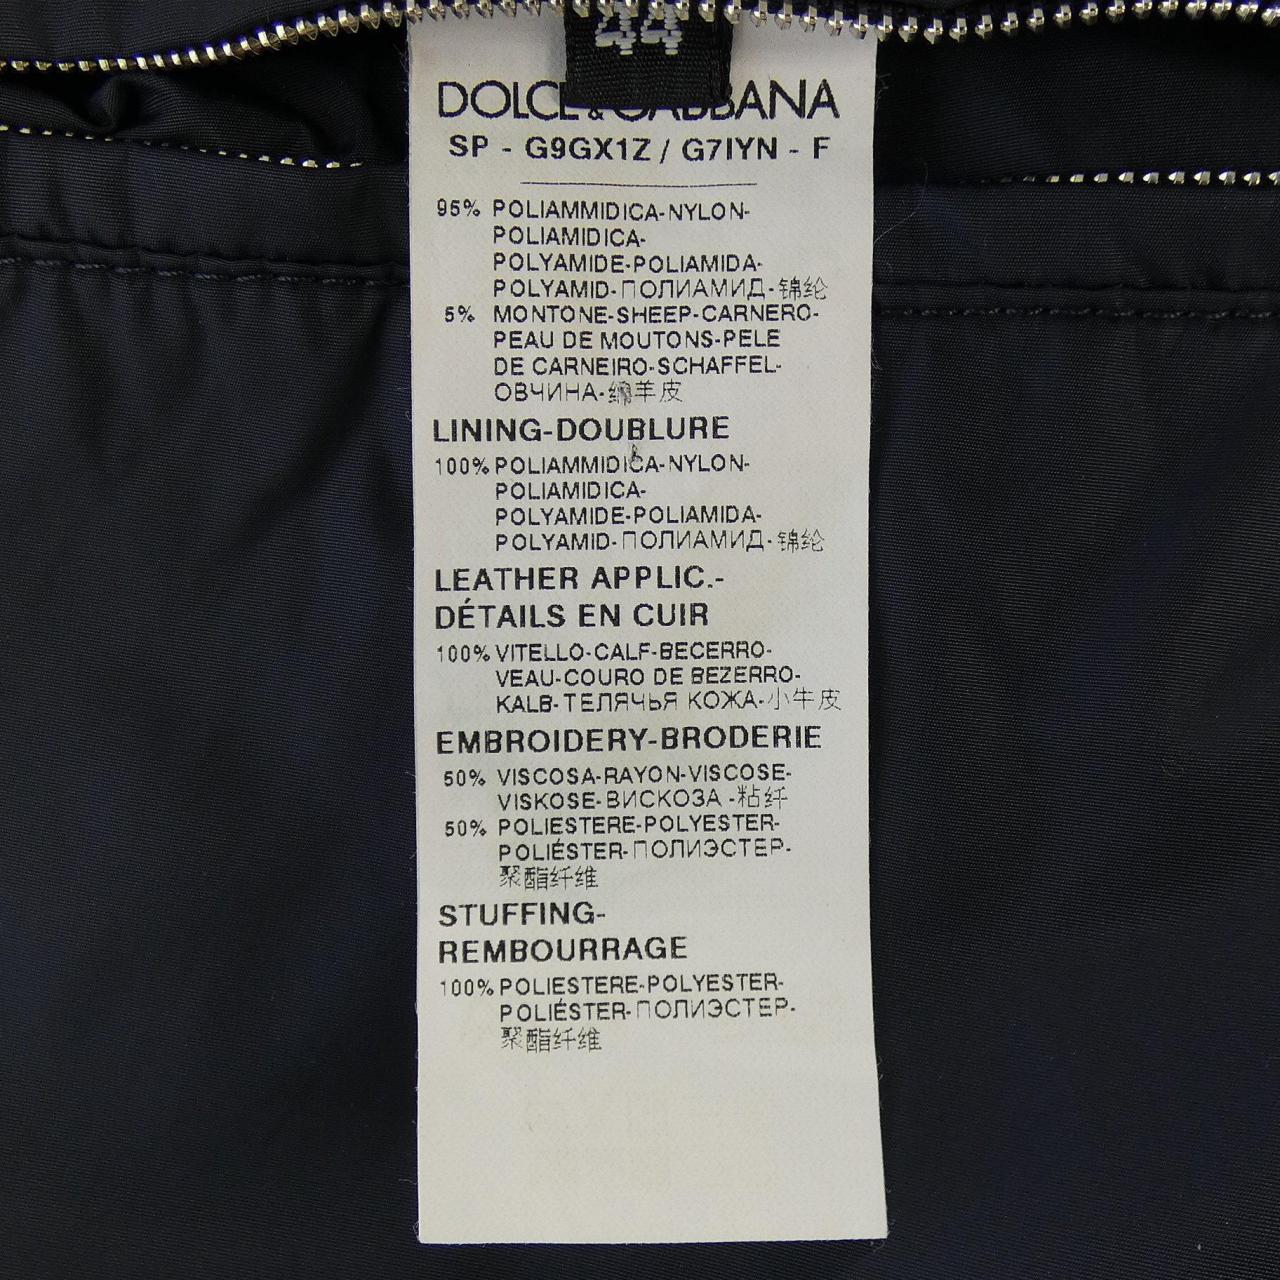 44
DOLCE & GABBANA
SP - G9GX1Z / G7IYN - F
95% POLIAMMIDICA-NYLON-
POLIAMIDICA-
POLYAMIDE-POLIAMIDA-
POLYAMID-ПОЛИАМИД-锦纶
5% MONTONE-SHEEP-CARNERO-
PEAU DE MOUTONS-PELE
DE CARNEIRO-SCHAFFEL-
ОВЧИНА-绵羊皮
LINING-DOUBLURE
100% POLIAMMIDICA-NYLON-
POLIAMIDICA-
POLYAMIDE-POLIAMIDA-
POLYAMID-ПОЛИАМИД-锦纶
LEATHER APPLIC.-
DÉTAILS EN CUIR
100% VITELLO-CALF-BECERRO-
VEAU-COURO DE BEZERRO-
KALB-ТЕЛЯЧЬЯ КОЖА-小牛皮
EMBROIDERY-BRODERIE
50% VISCOSA-RAYON-VISCOSE-
VISKOSE-ВИСКОЗА -粘纤
50% POLIESTERE-POLYESTER-
POLIÉSTER-ПОЛИЭСТЕР-
聚酯纤维
STUFFING-
REMBOURRAGE
100% POLIESTERE-POLYESTER-
POLIÉSTER-ПОЛИЭСТЕР-
聚酯纤维